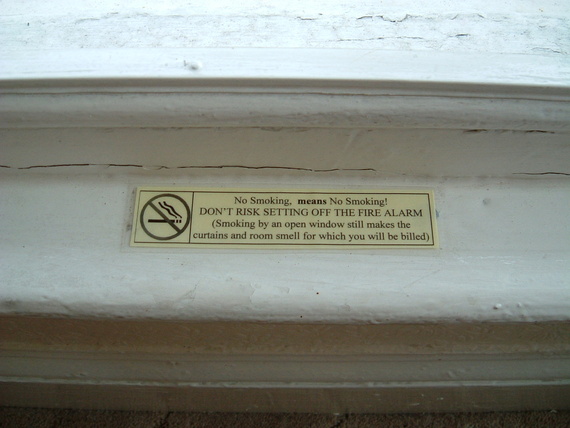 No Smoking, means No Smoking!
DON'T RISK SETTING OFF THE FIRE ALARM
(Smoking by an open window still makes the
curtains and room smell for which you will be billed)